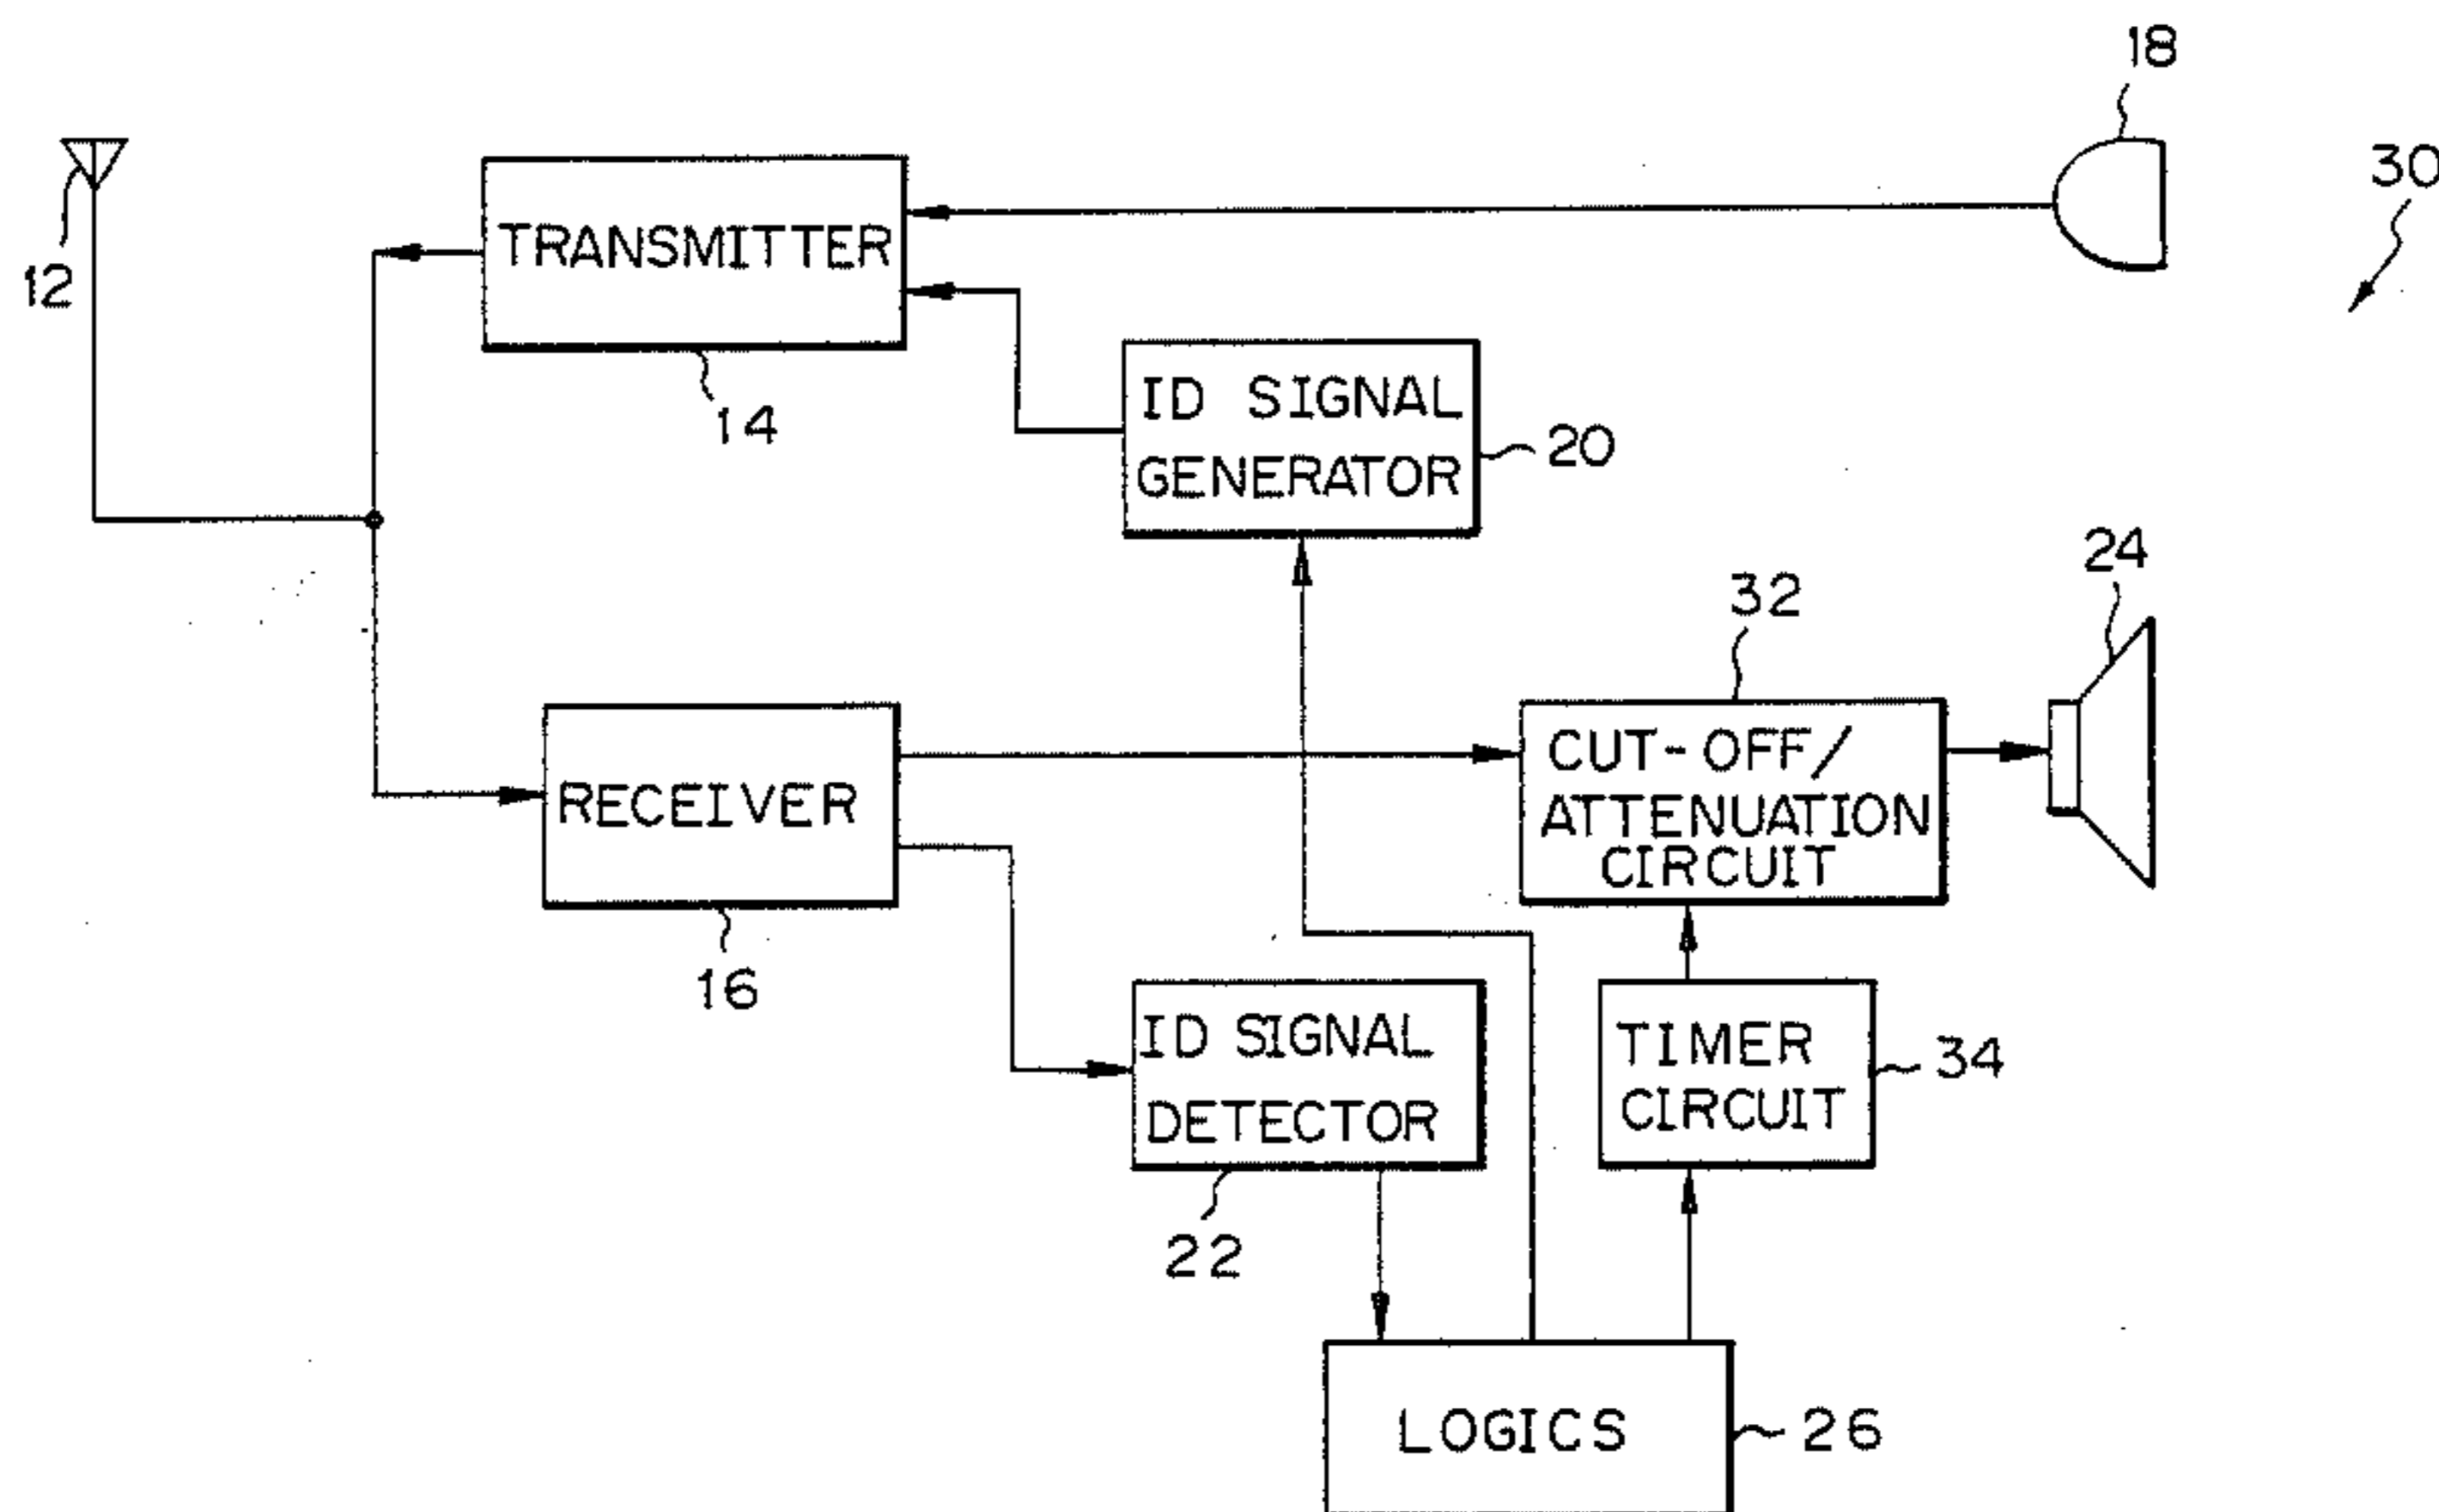 18
30
12
TRANSMITTER
14
ID SIGNAL
GENERATOR
20
24
32
RECEIVER
CUT-OFF/
ATTENUATION
CIRCUIT
16
ID SIGNAL
DETECTOR
TIMER
CIRCUIT
34
22
LOGICS
26